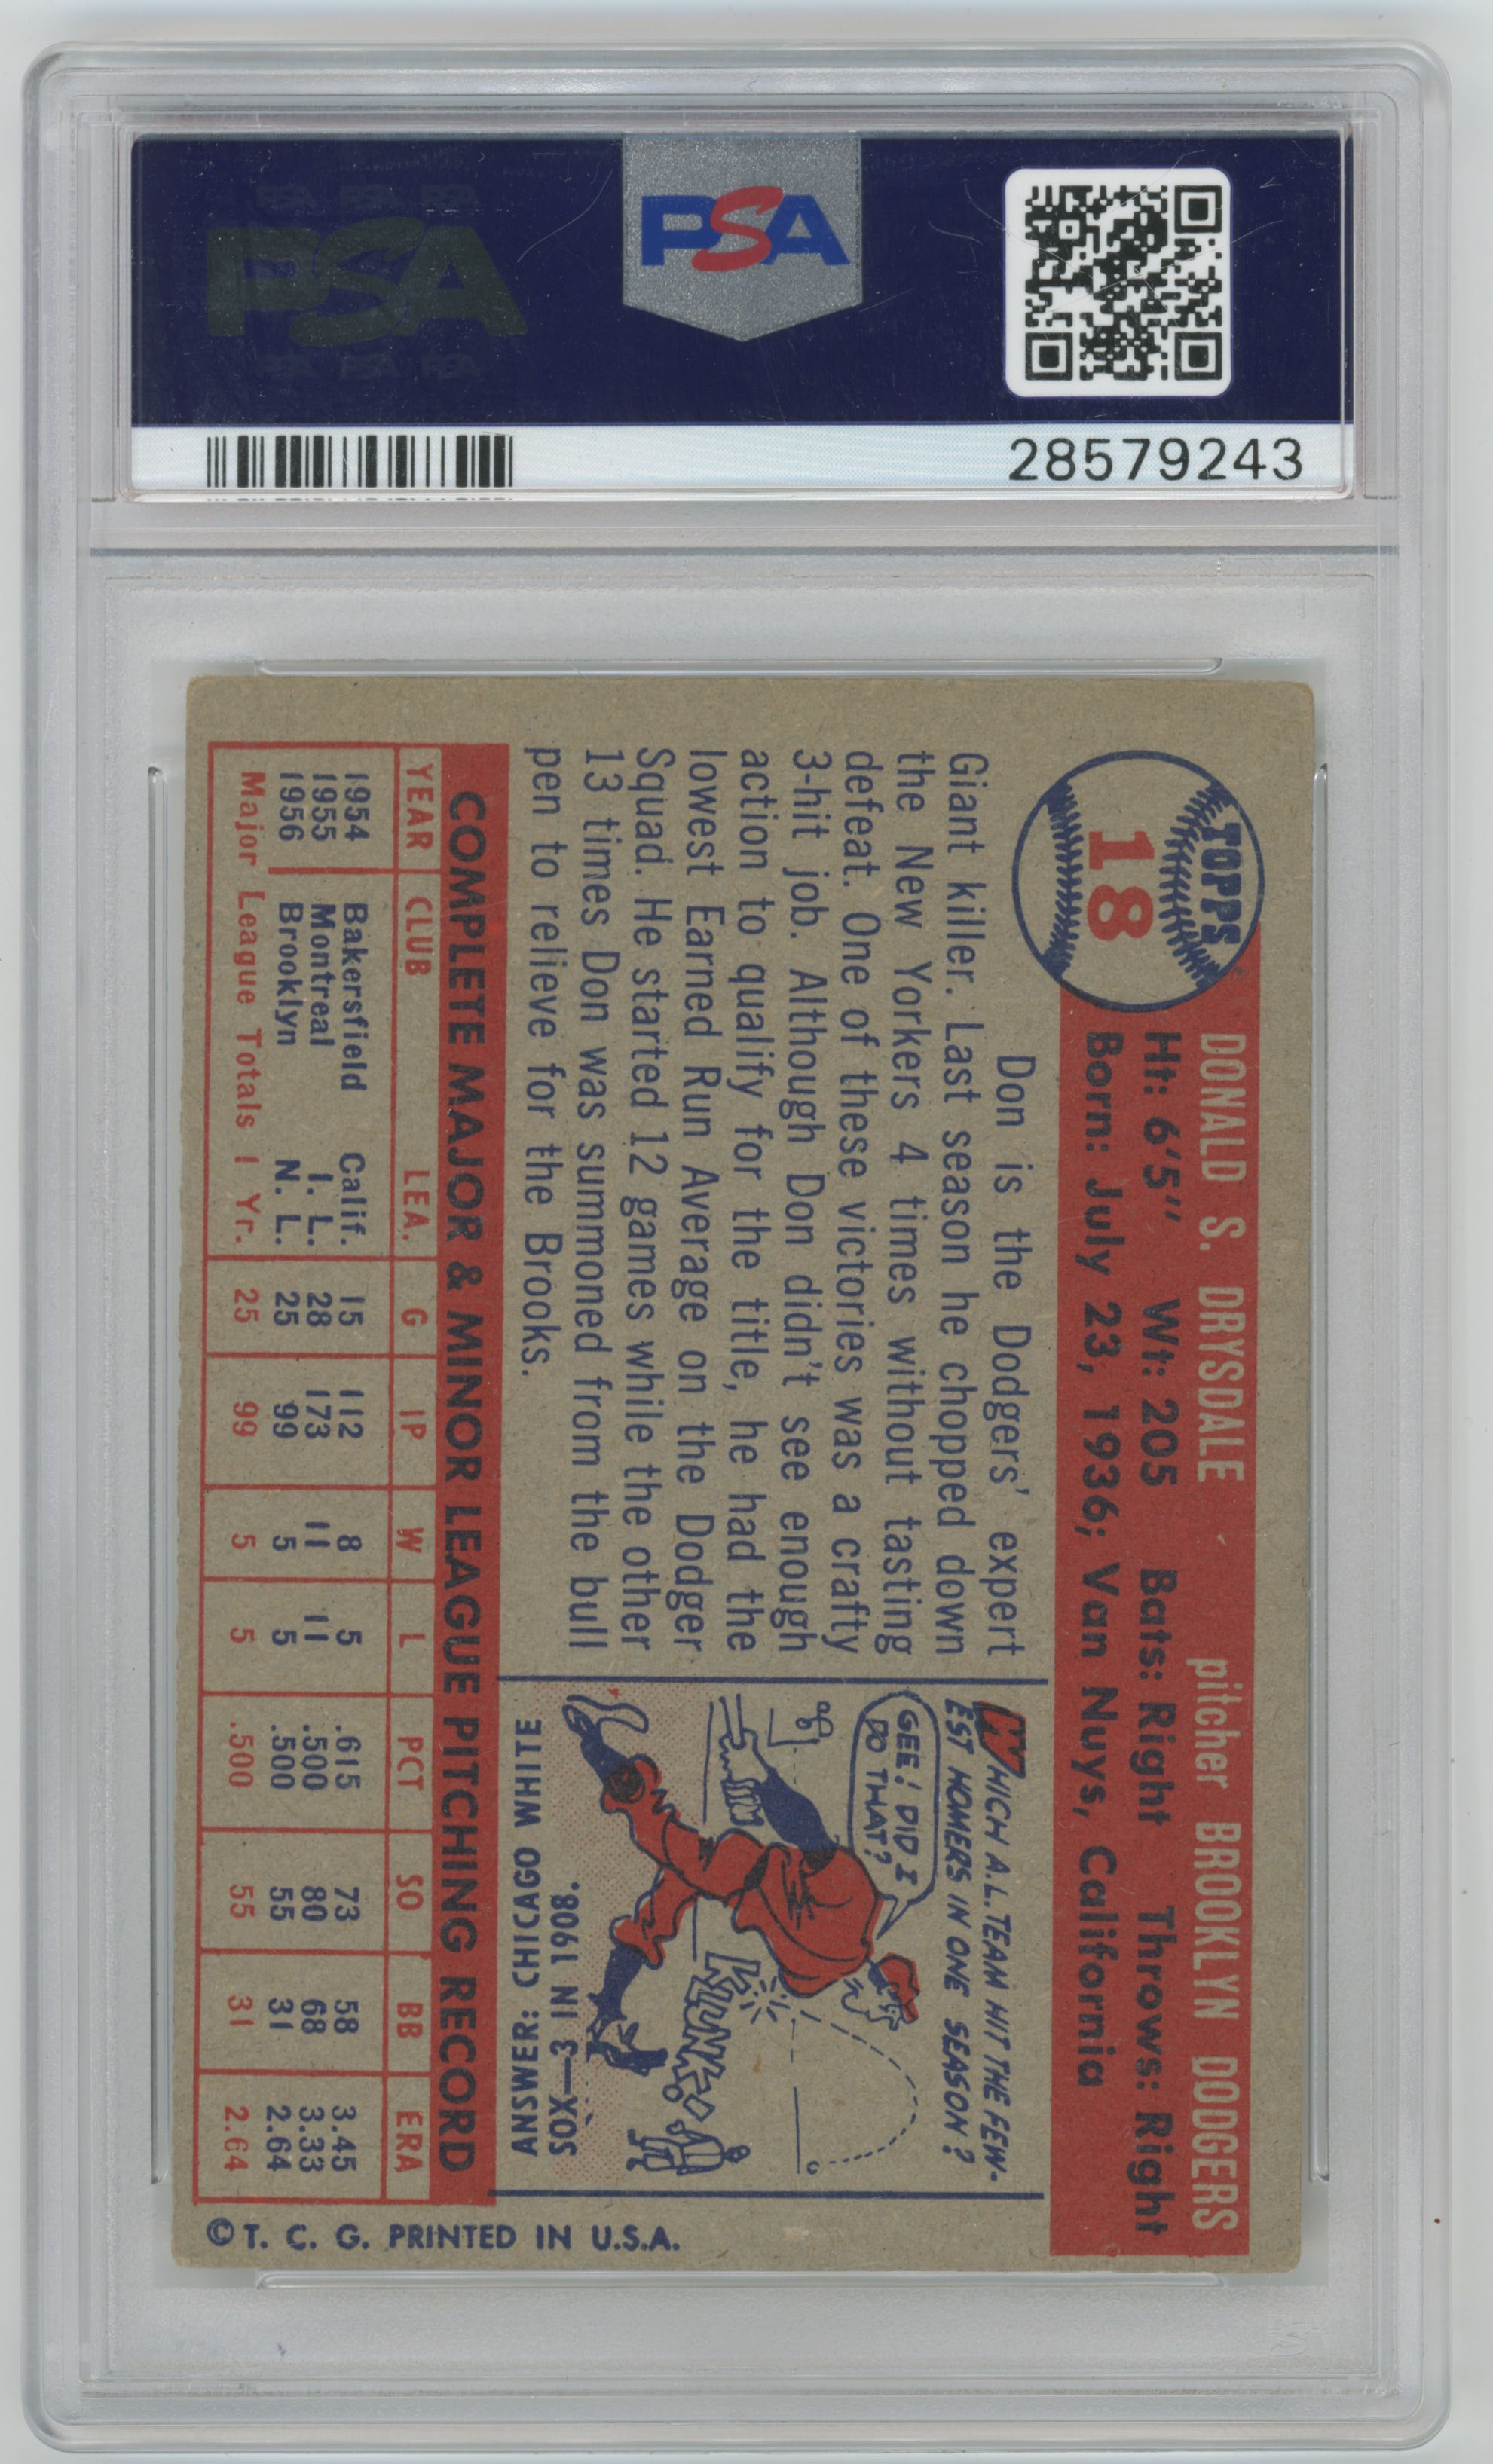 PSA PSA PSA
PSA
PSA PSA PSA
PSA
28579243
TOPPS
18
DONALD S. DRYSDALE pitcher BROOKLYN DODGERS
Ht: 6'5" Wt: 205 Bats: Right Throws: Right
Born: July 23, 1936; Van Nuys, California
Don is the Dodgers' expert
Giant killer. Last season he chopped down
the New Yorkers 4 times without tasting
defeat. One of these victories was a crafty
3-hit job. Although Don didn't see enough
action to qualify for the title, he had the
lowest Earned Run Average on the Dodger
Squad. He started 12 games while the other
13 times Don was summoned from the bull
pen to relieve for the Brooks.
WHICH A.L. TEAM HIT THE FEW-
EST HOMERS IN ONE SEASON?
GEE! DID I
DO THAT?
KLUNK
ANSWER: CHICAGO WHITE
SOX—3 IN 1908.
COMPLETE MAJOR & MINOR LEAGUE PITCHING RECORD
YEAR CLUB LEA. G IP W L PCT SO BB ERA
1954 Bakersfield Calif. 15 112 8 5 .615 73 58 3.45
1955 Montreal I. L. 28 173 11 11 .500 80 68 3.33
1956 Brooklyn N. L. 25 99 5 5 .500 55 31 2.64
Major League Totals 1 Yr. 25 99 5 5 .500 55 31 2.64
© T. C. G. PRINTED IN U.S.A.